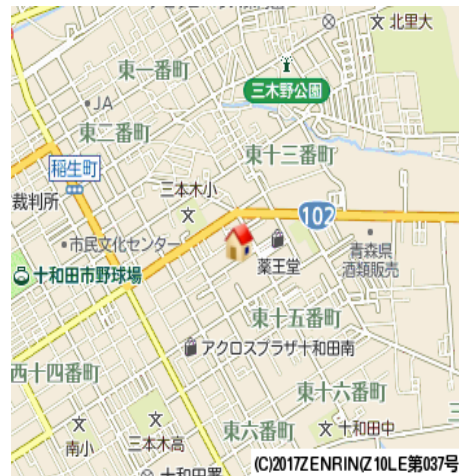 北里大
東一番町
三木野公園
JA
東二番町
東十三番町
稲生町
三本木小
裁判所
102
市民文化センター
青森県
酒類販売
薬王堂
十和田市野球場
東十五番町
アクロスプラザ十和田南
西十四番町
東十六番町
東六番町
十和田中
南小
三本木高
(C)2017ZENRIN(Z10LE第037号